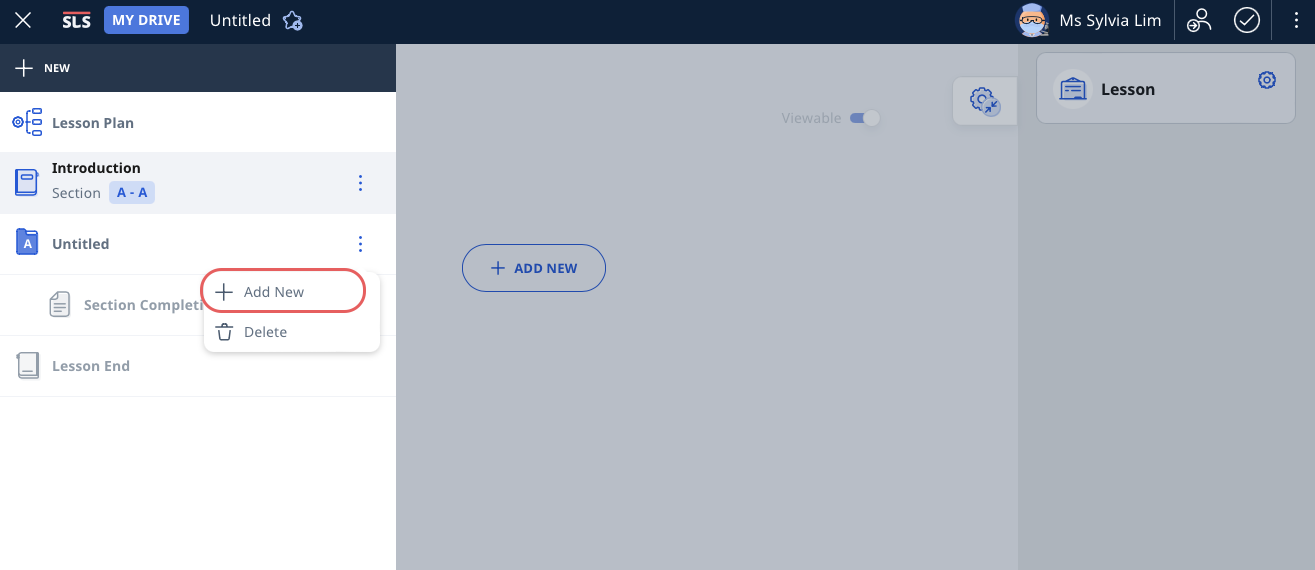 SLS MY DRIVE Untitled Ms Sylvia Lim
NEW
Lesson Plan
Introduction
Section A - A
A Untitled
Add New
Section Completi
Delete
Lesson End
Viewable
ADD NEW
Lesson